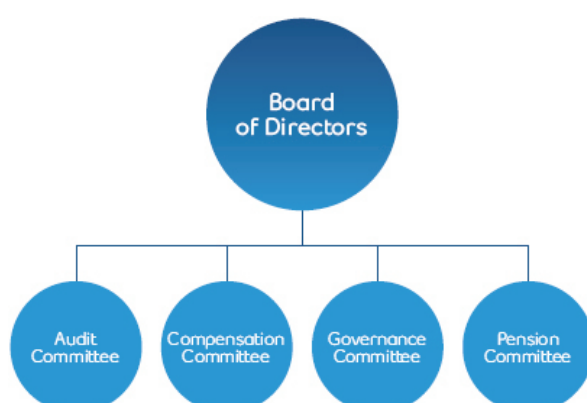 Board
of Directors
Audit
Committee
Compensation
Committee
Governance
Committee
Pension
Committee